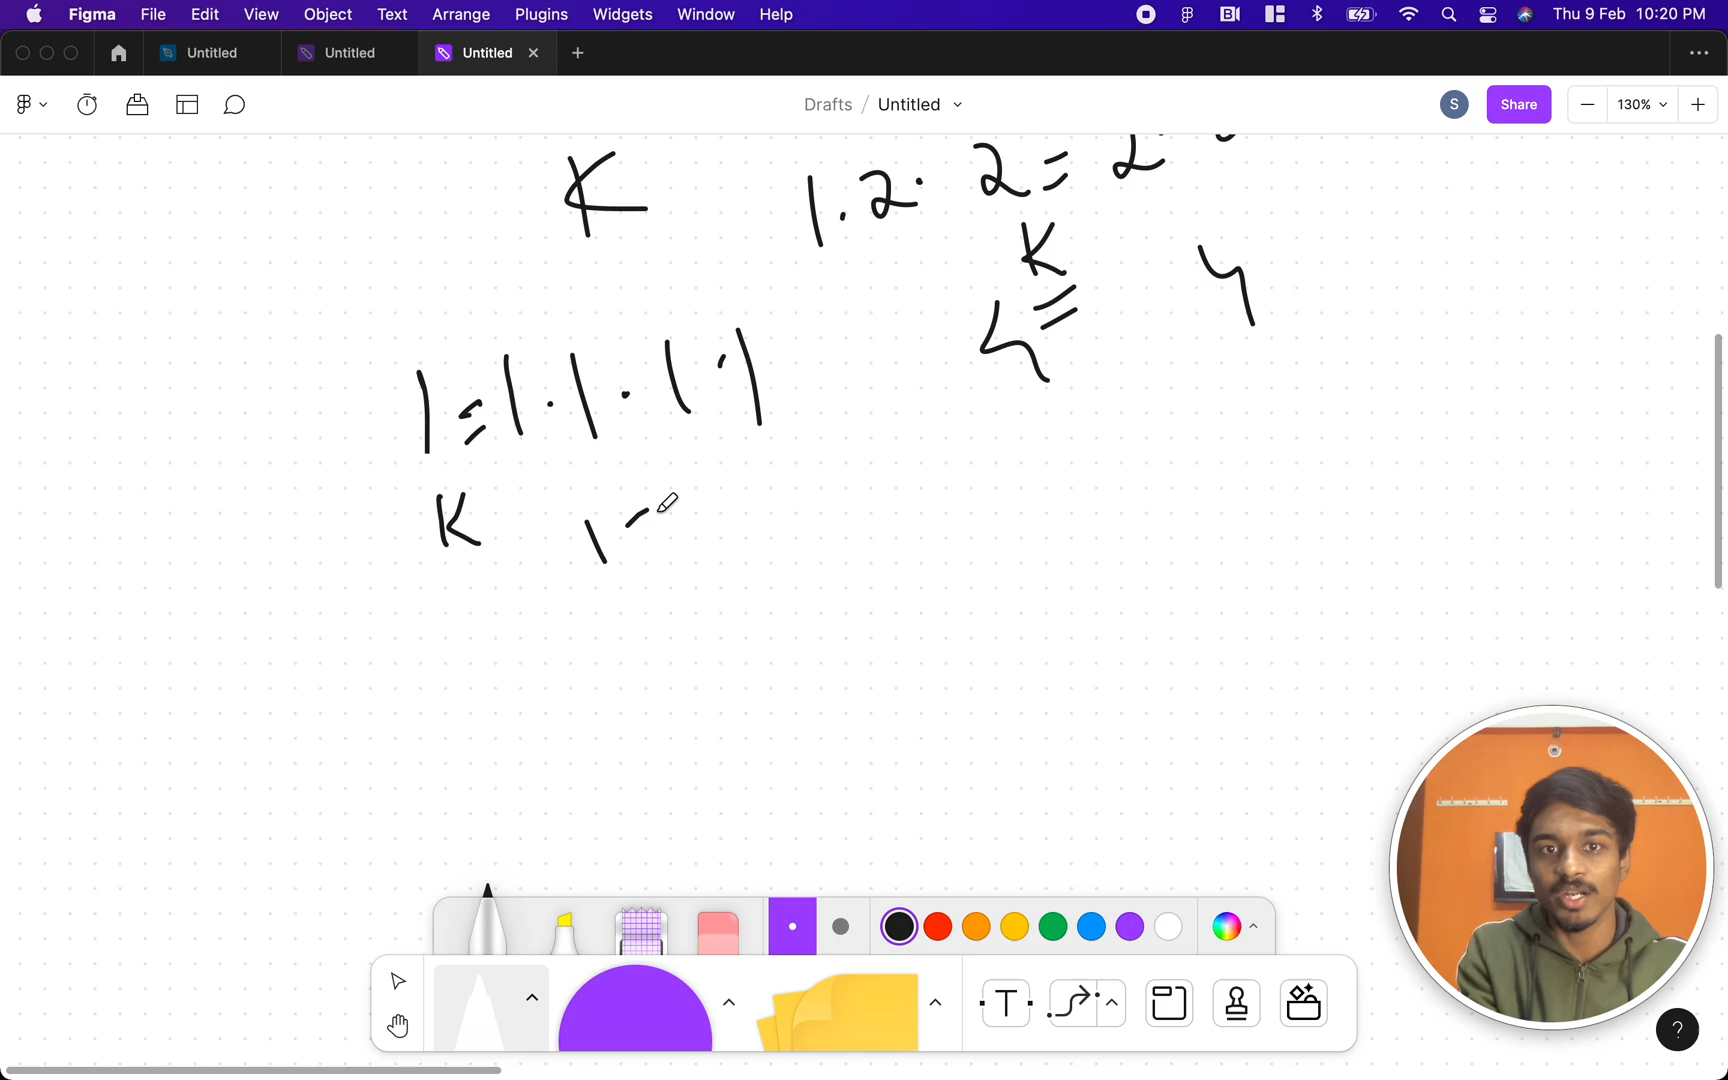 Figma File Edit View Object Text Arrange Plugins Widgets Window Help Thu 9 Feb 10:20 PM
Untitled Untitled Untitled
Drafts / Untitled S Share 130%
K 1.2. 2 = 2
K
=
1 = 1 . 1 . 1 . 1
K 1
T
?